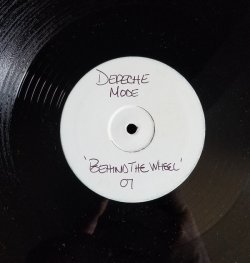 DEPECHE
MODE
'BEHIND THE WHEEL'
07